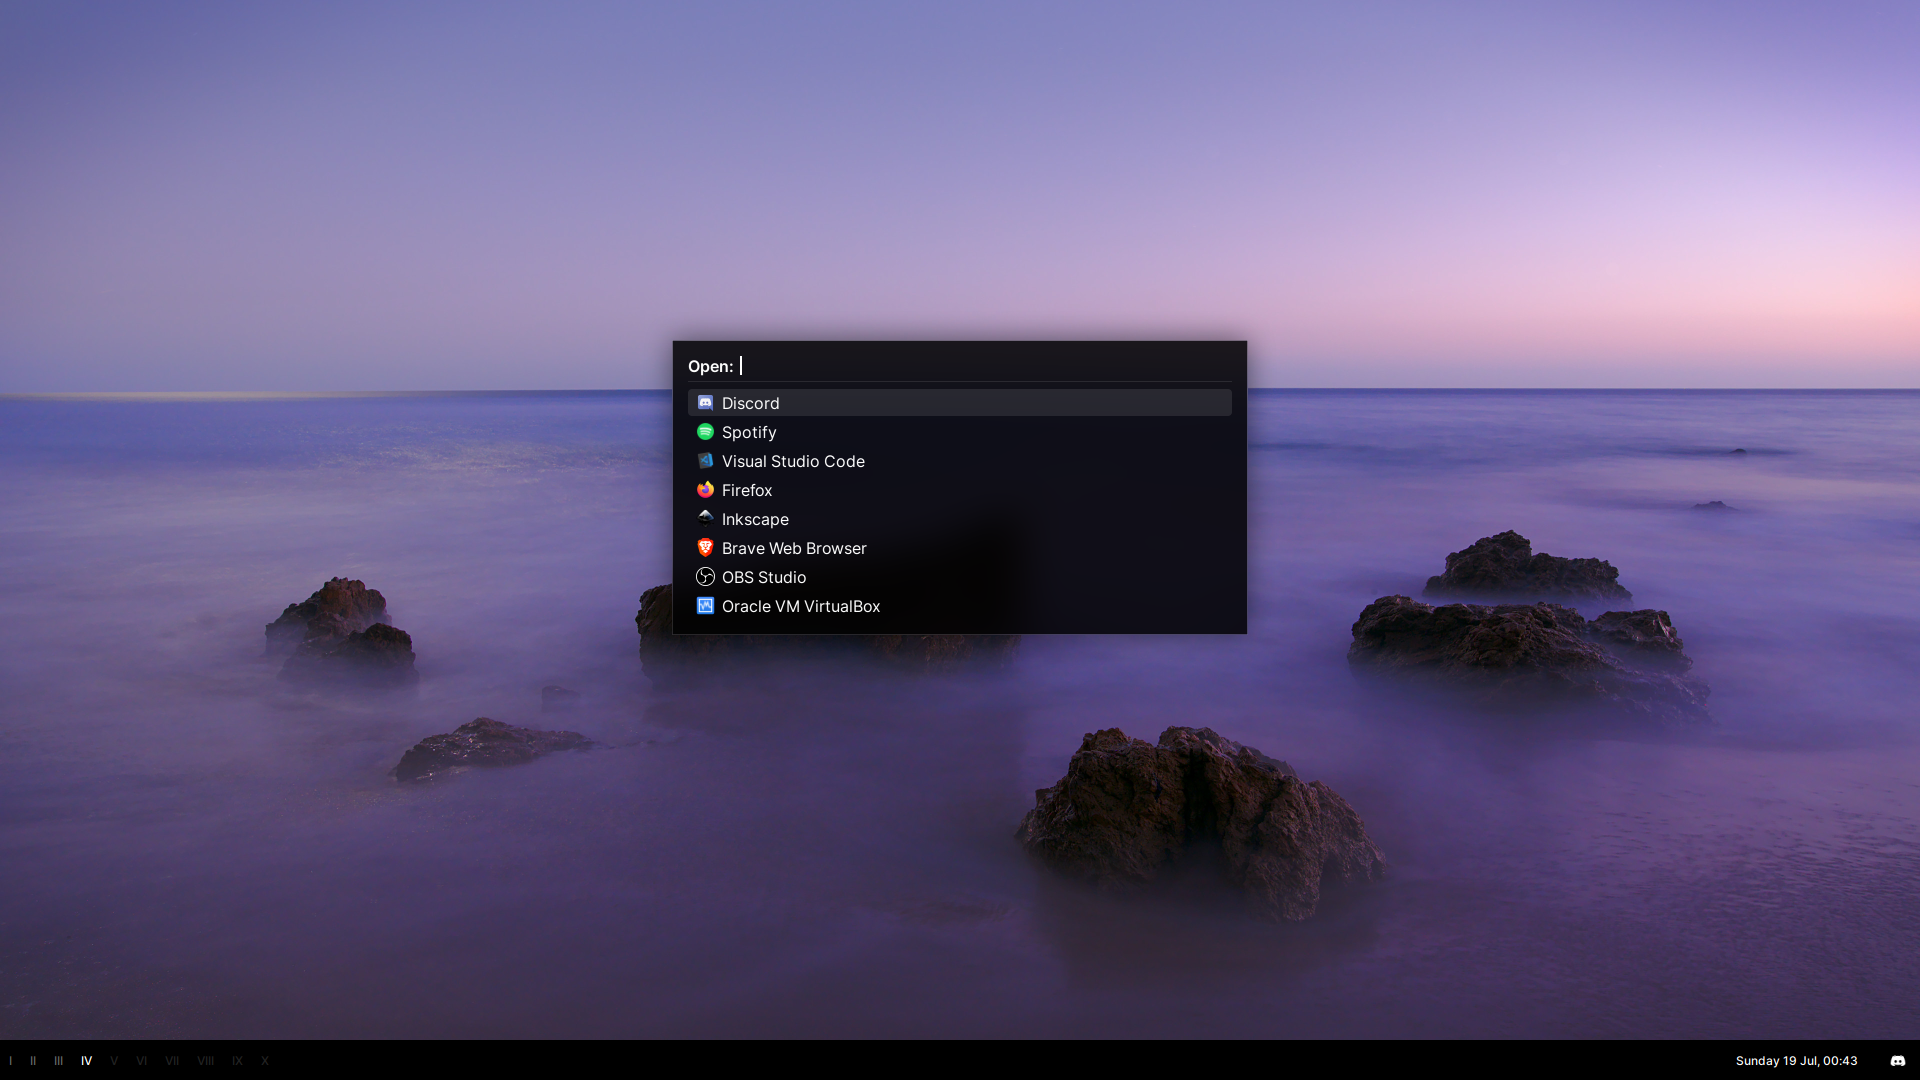 Open:
Discord
Spotify
Visual Studio Code
Firefox
Inkscape
Brave Web Browser
OBS Studio
Oracle VM VirtualBox
I II III IV V VI VII VIII IX X Sunday 19 Jul, 00:43